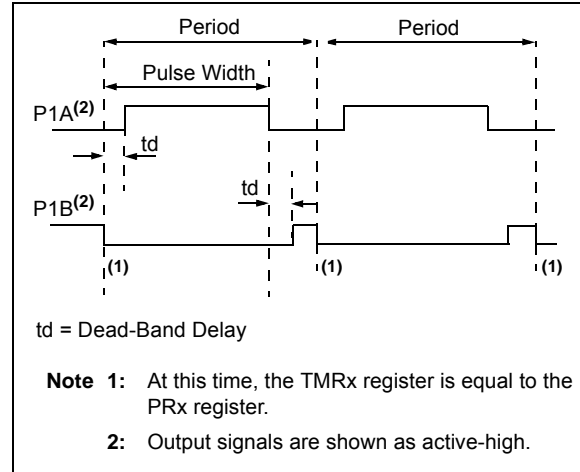 Period Period
Pulse Width
P1A(2)
td
td
P1B(2)
(1) (1) (1)
td = Dead-Band Delay
Note 1: At this time, the TMRx register is equal to the
PRx register.
2: Output signals are shown as active-high.